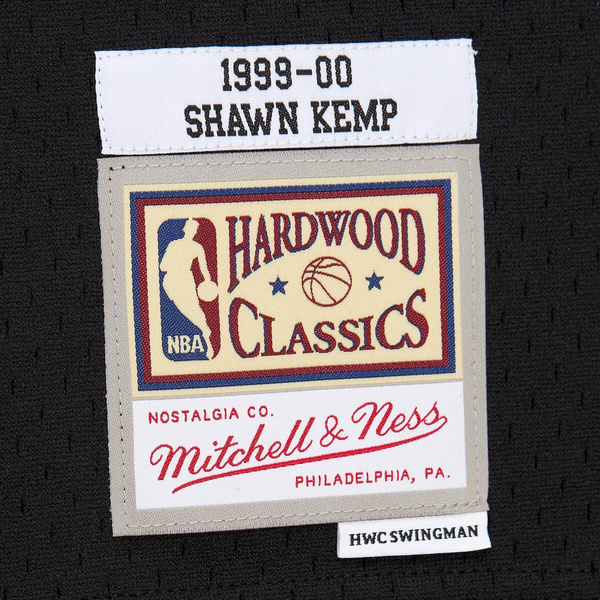 1999-00
SHAWN KEMP
HARDWOOD
NBA
CLASSICS
NOSTALGIA CO.
Mitchell & Ness
PHILADELPHIA, PA.
HWC SWINGMAN